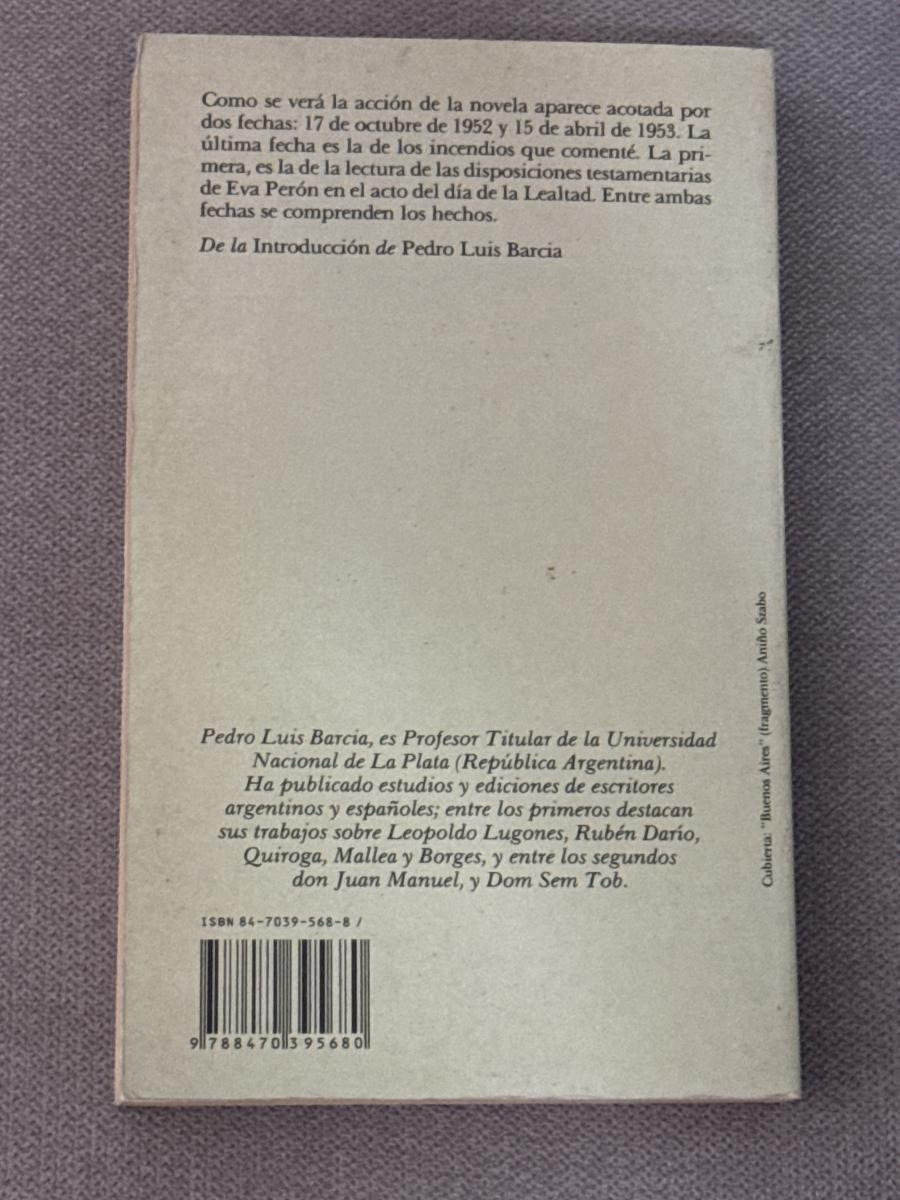 Como se verá la acción de la novela aparece acotada por
dos fechas: 17 de octubre de 1952 y 15 de abril de 1953. La
última fecha es la de los incendios que comenté. La pri-
mera, es la de la lectura de las disposiciones testamentarias
de Eva Perón en el acto del día de la Lealtad. Entre ambas
fechas se comprenden los hechos.
De la Introducción de Pedro Luis Barcia
Cubierta: "Buenos Aires" (fragmento) Aniño Szabo
Pedro Luis Barcia, es Profesor Titular de la Universidad
Nacional de La Plata (República Argentina).
Ha publicado estudios y ediciones de escritores
argentinos y españoles; entre los primeros destacan
sus trabajos sobre Leopoldo Lugones, Rubén Darío,
Quiroga, Mallea y Borges, y entre los segundos
don Juan Manuel, y Dom Sem Tob.
ISBN 84-7039-568-8 /
9 788470 395680